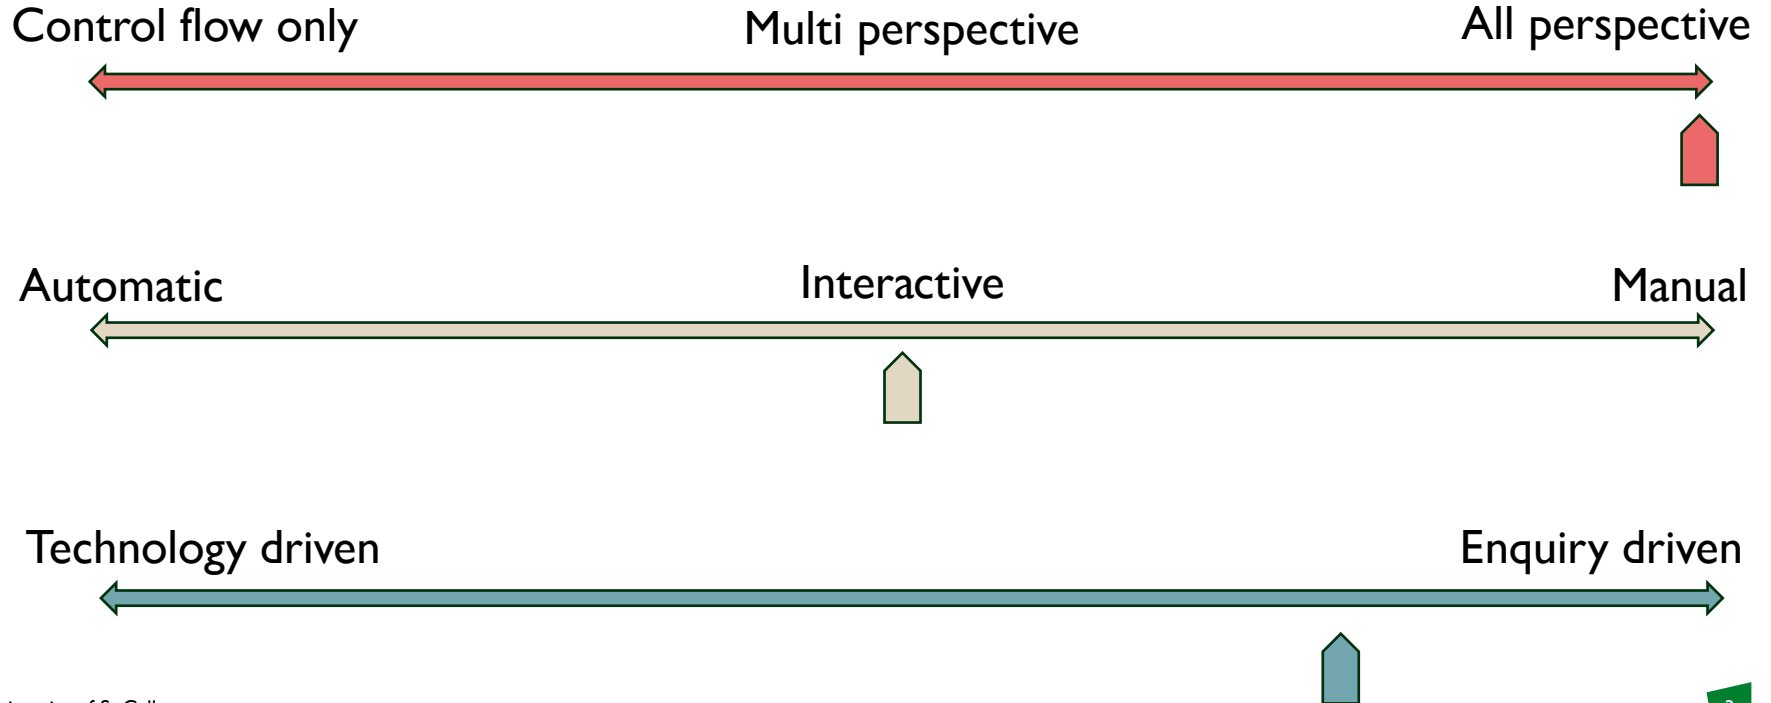 Control flow only Multi perspective All perspective
Automatic Interactive Manual
Technology driven Enquiry driven